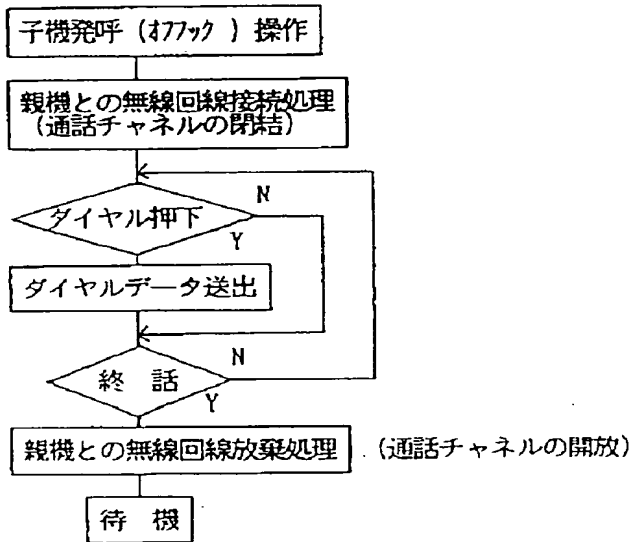 子機発呼(オフフック)操作
親機との無線回線接続処理
(通話チャネルの閉結)
N
ダイヤル押下
Y
ダイヤルデータ送出
N
終 話
Y
親機との無線回線放棄処理 (通話チャネルの開放)
待 機